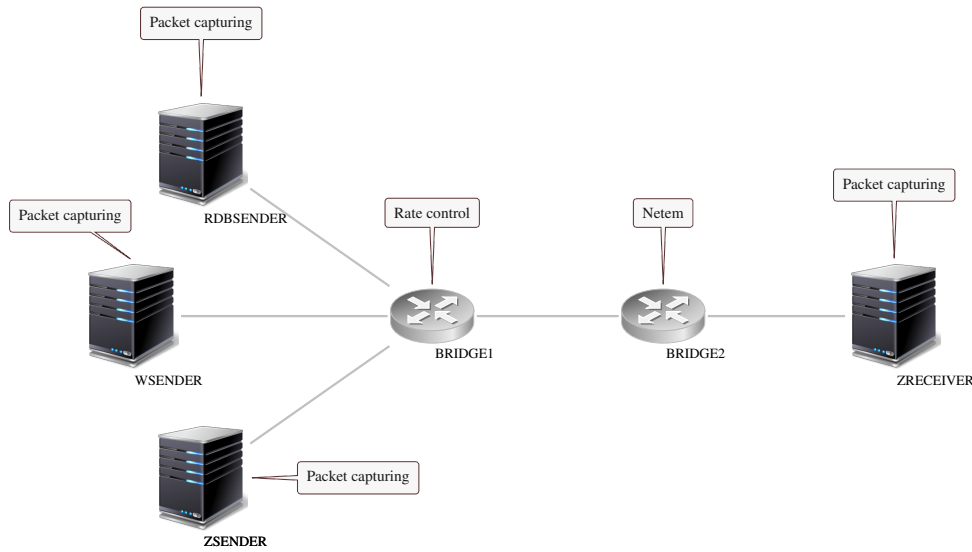 Packet capturing
RDBSENDER
Packet capturing
Rate control
Netem
Packet capturing
BRIDGE1
BRIDGE2
WSENDER
ZRECEIVER
Packet capturing
ZSENDER